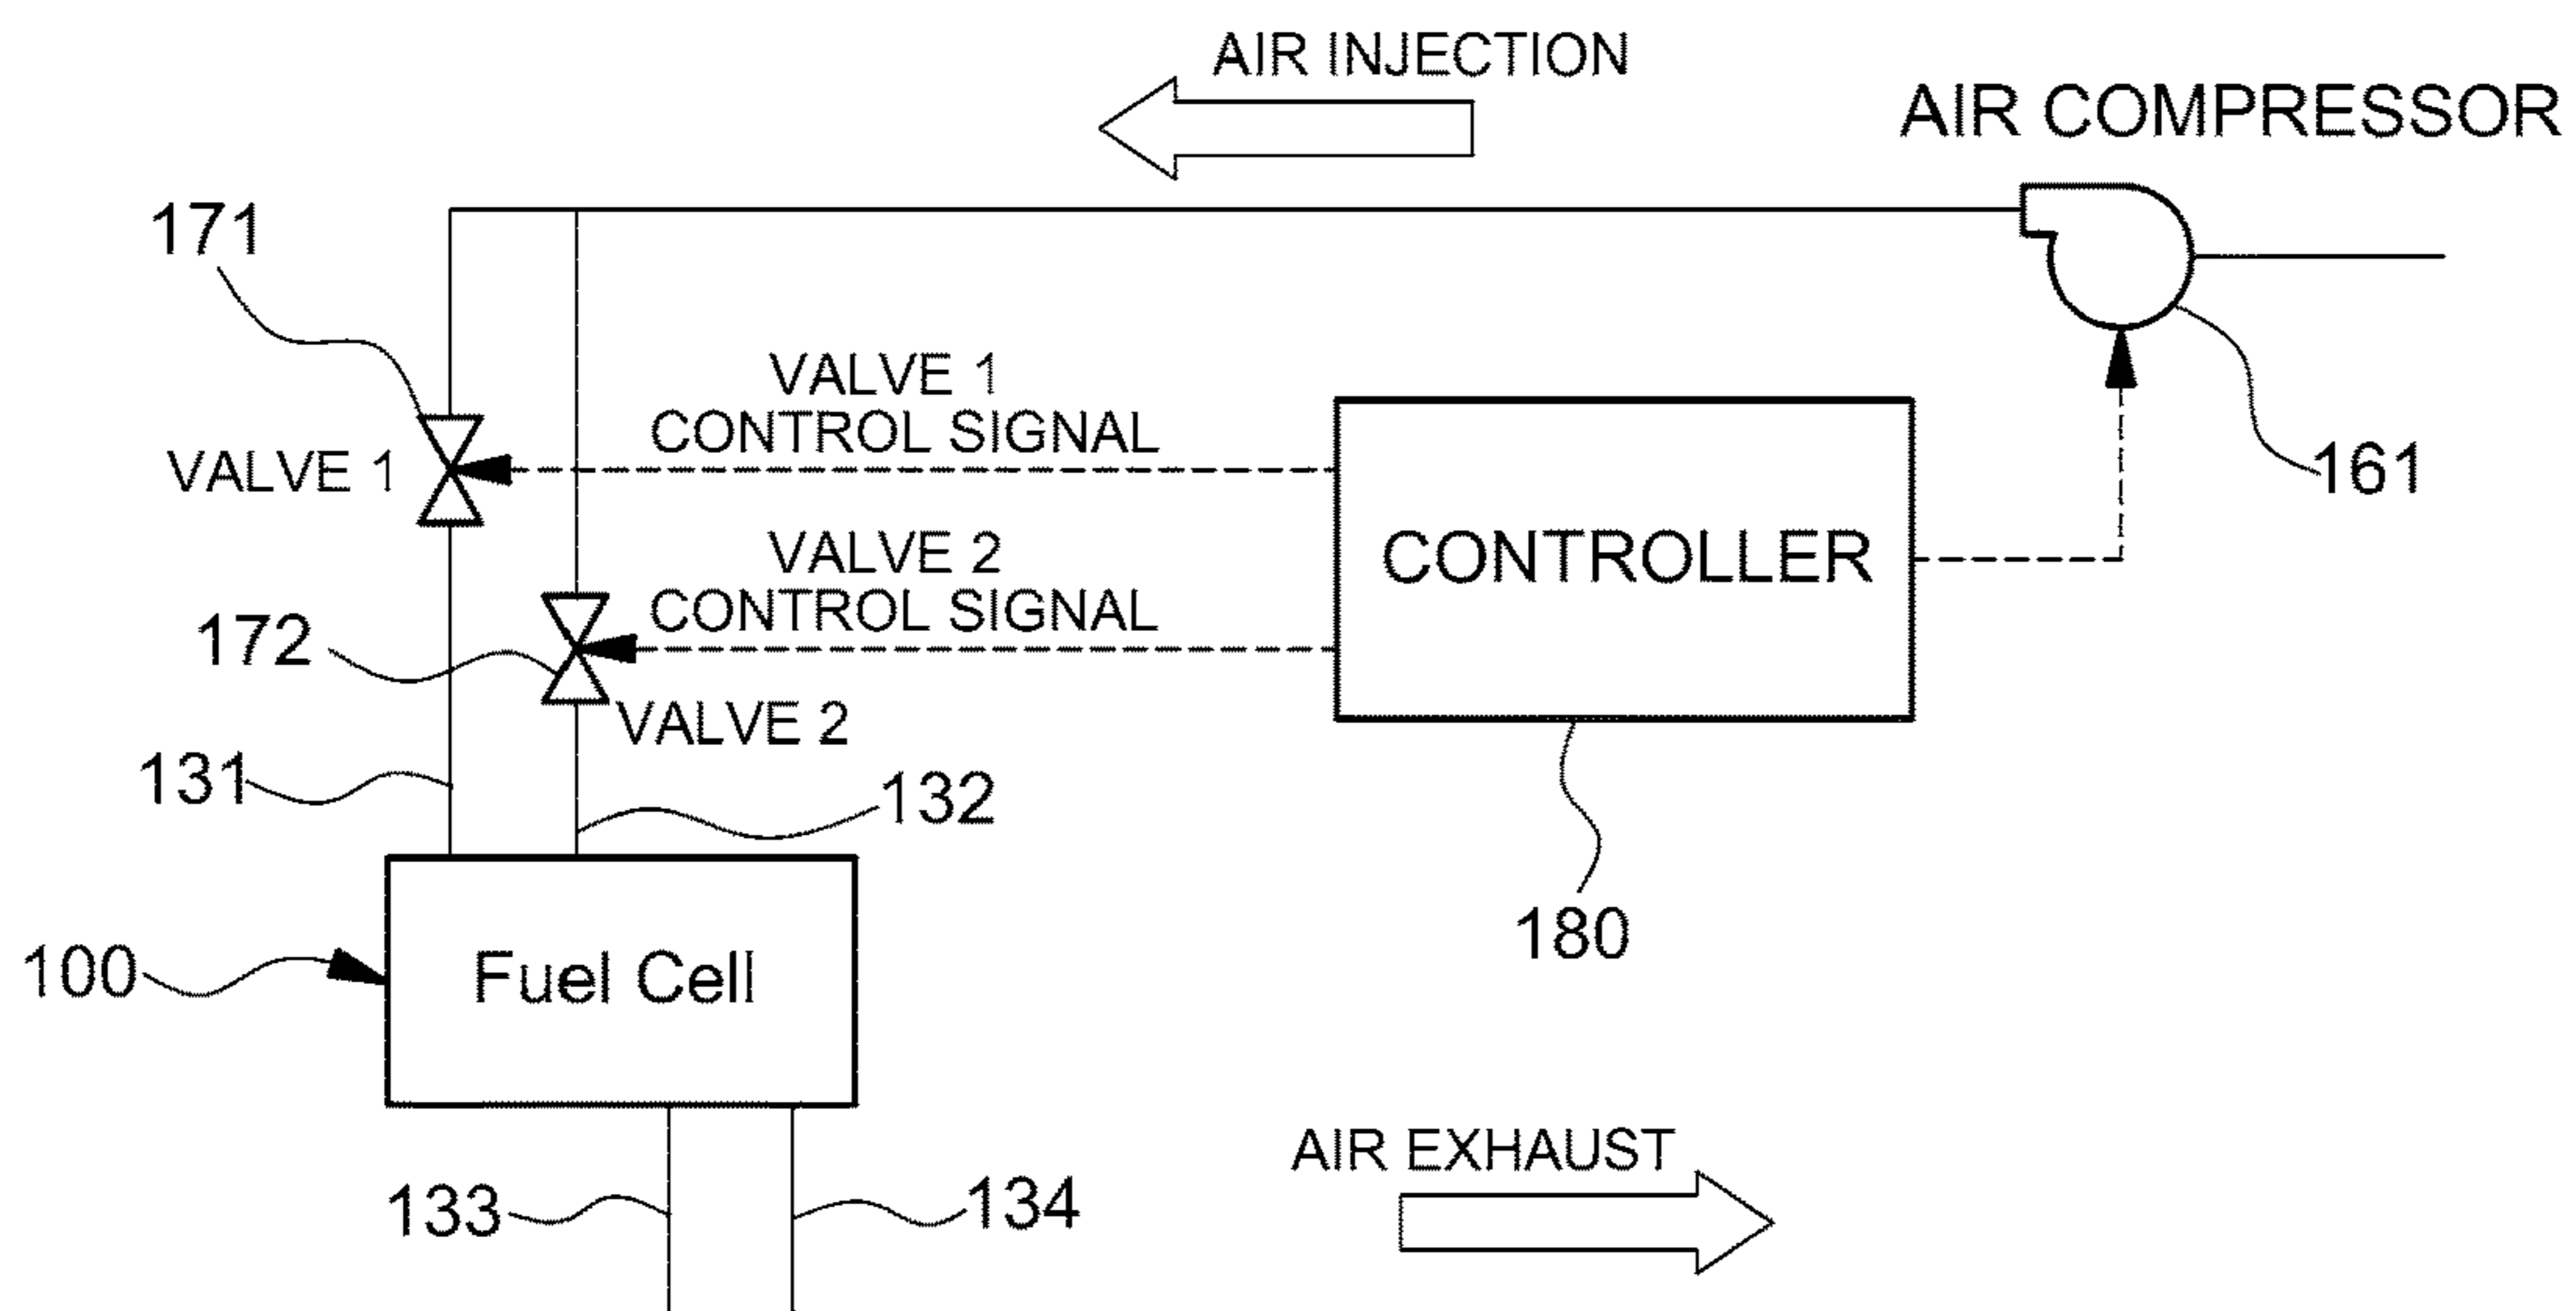 AIR INJECTION
AIR COMPRESSOR
171
VALVE 1
CONTROL SIGNAL
VALVE 1
161
CONTROLLER
VALVE 2
CONTROL SIGNAL
172
VALVE 2
131
132
180
100
Fuel Cell
AIR EXHAUST
133
134